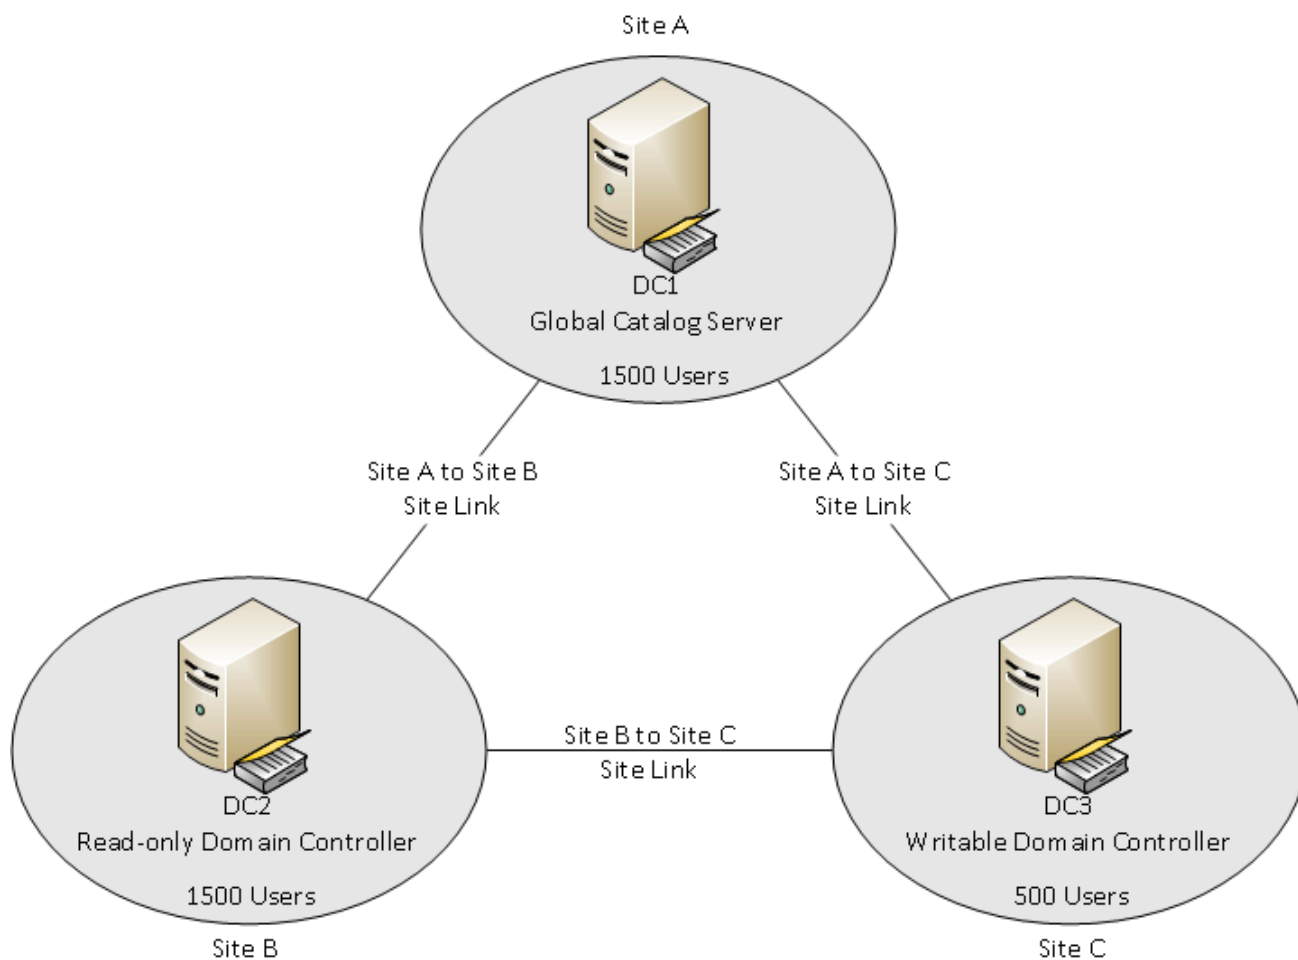 Site A
DC1
Global Catalog Server
1500 Users
Site A to Site B
Site Link
Site A to Site C
Site Link
DC2
Read-only Domain Controller
1500 Users
Site B
Site B to Site C
Site Link
DC3
Writable Domain Controller
500 Users
Site C